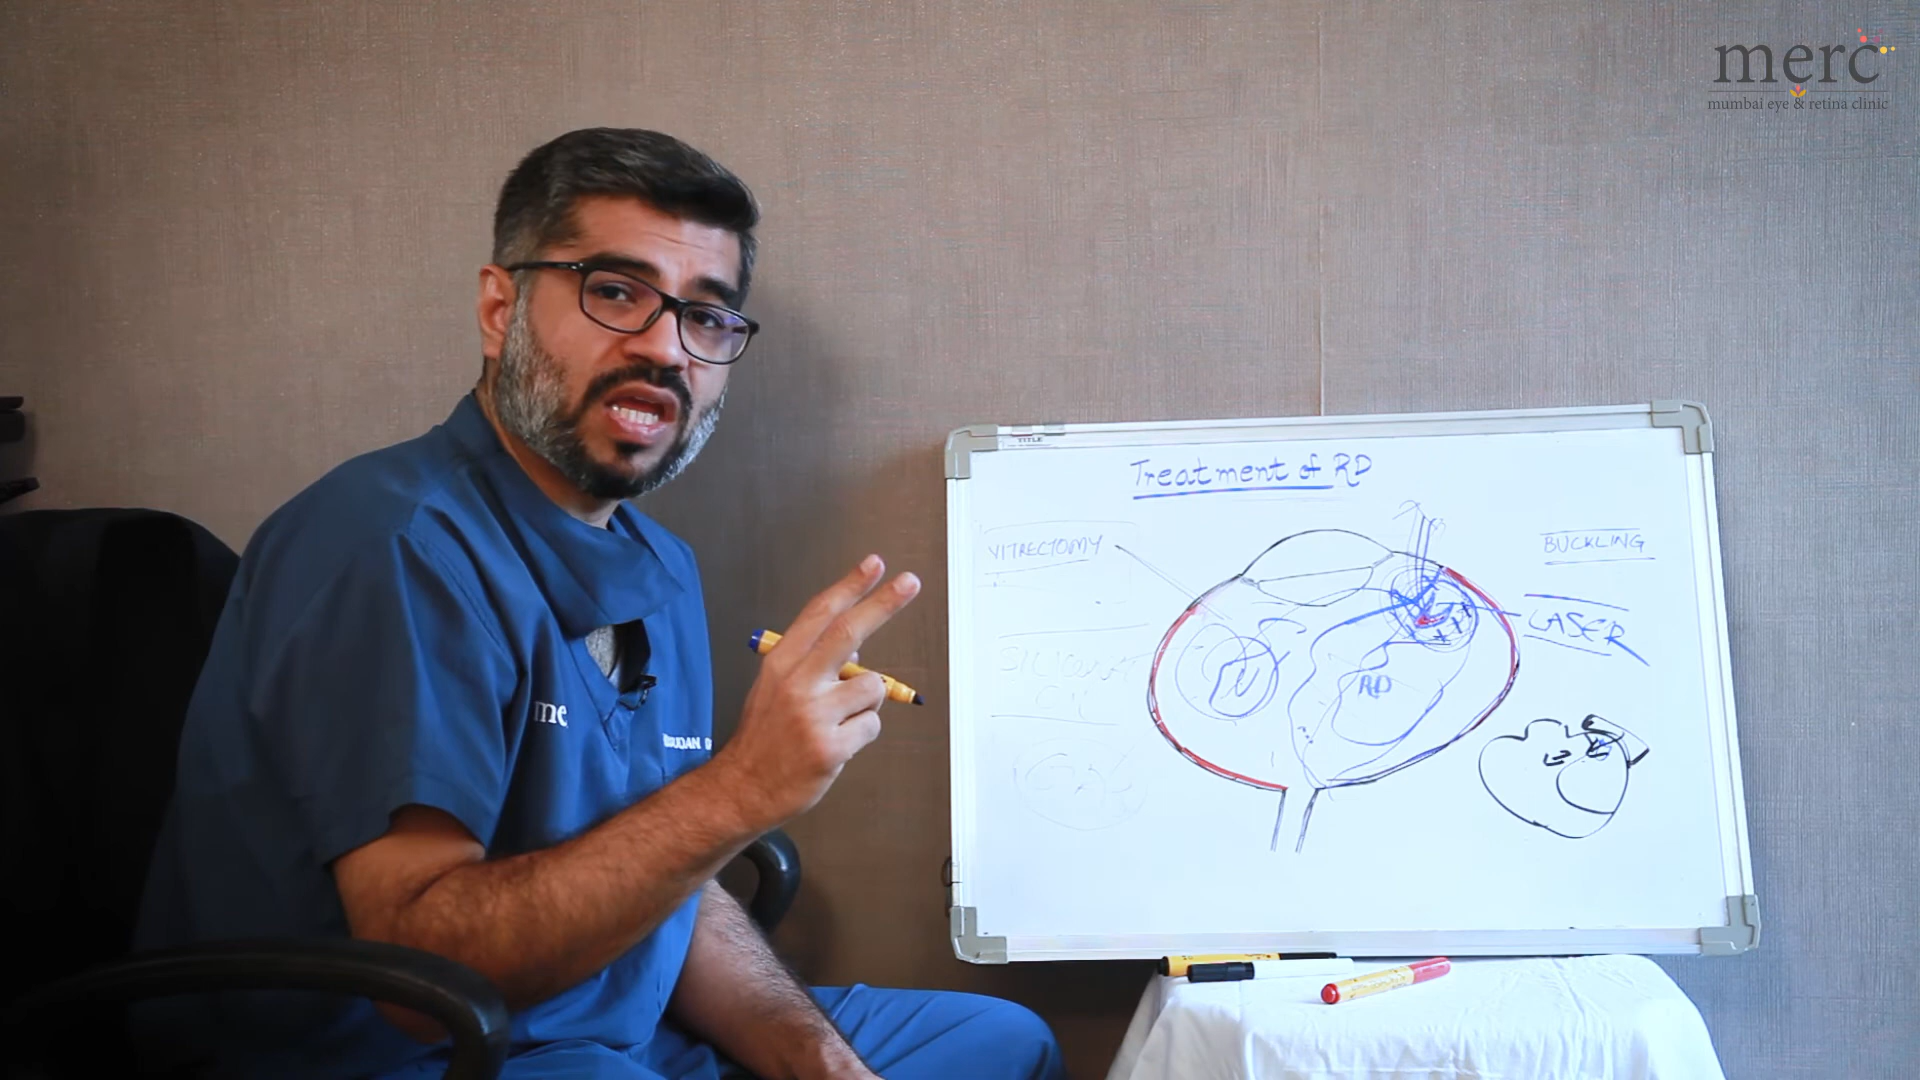 merc
mumbai eye & retina clinic
TITLE
Treatment of RD
VITRECTOMY
BUCKLING
LASER
RD
me